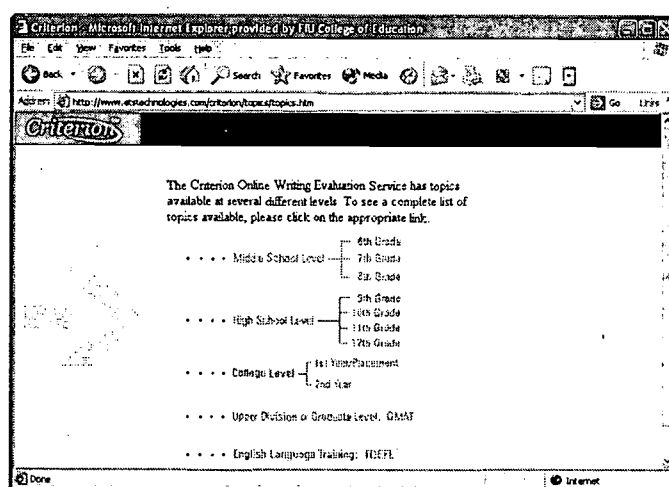 Criterion - Microsoft Internet Explorer provided by FIU College of Education
File Edit View Favorites Tools Help
Back Search Favorites Media
Address http://www.etstechnologies.com/criterion/topics/topics.htm Go Links
Criterion
The Criterion Online Writing Evaluation Service has topics
available at several different levels. To see a complete list of
topics available, please click on the appropriate link.
6th Grade
Middle School Level 7th Grade
8th Grade
9th Grade
10th Grade
High School Level 11th Grade
12th Grade
1st Year/Placement
College Level
2nd Year
Upper Division or Graduate Level: GMAT
English Language Training: TOEFL
Done Internet